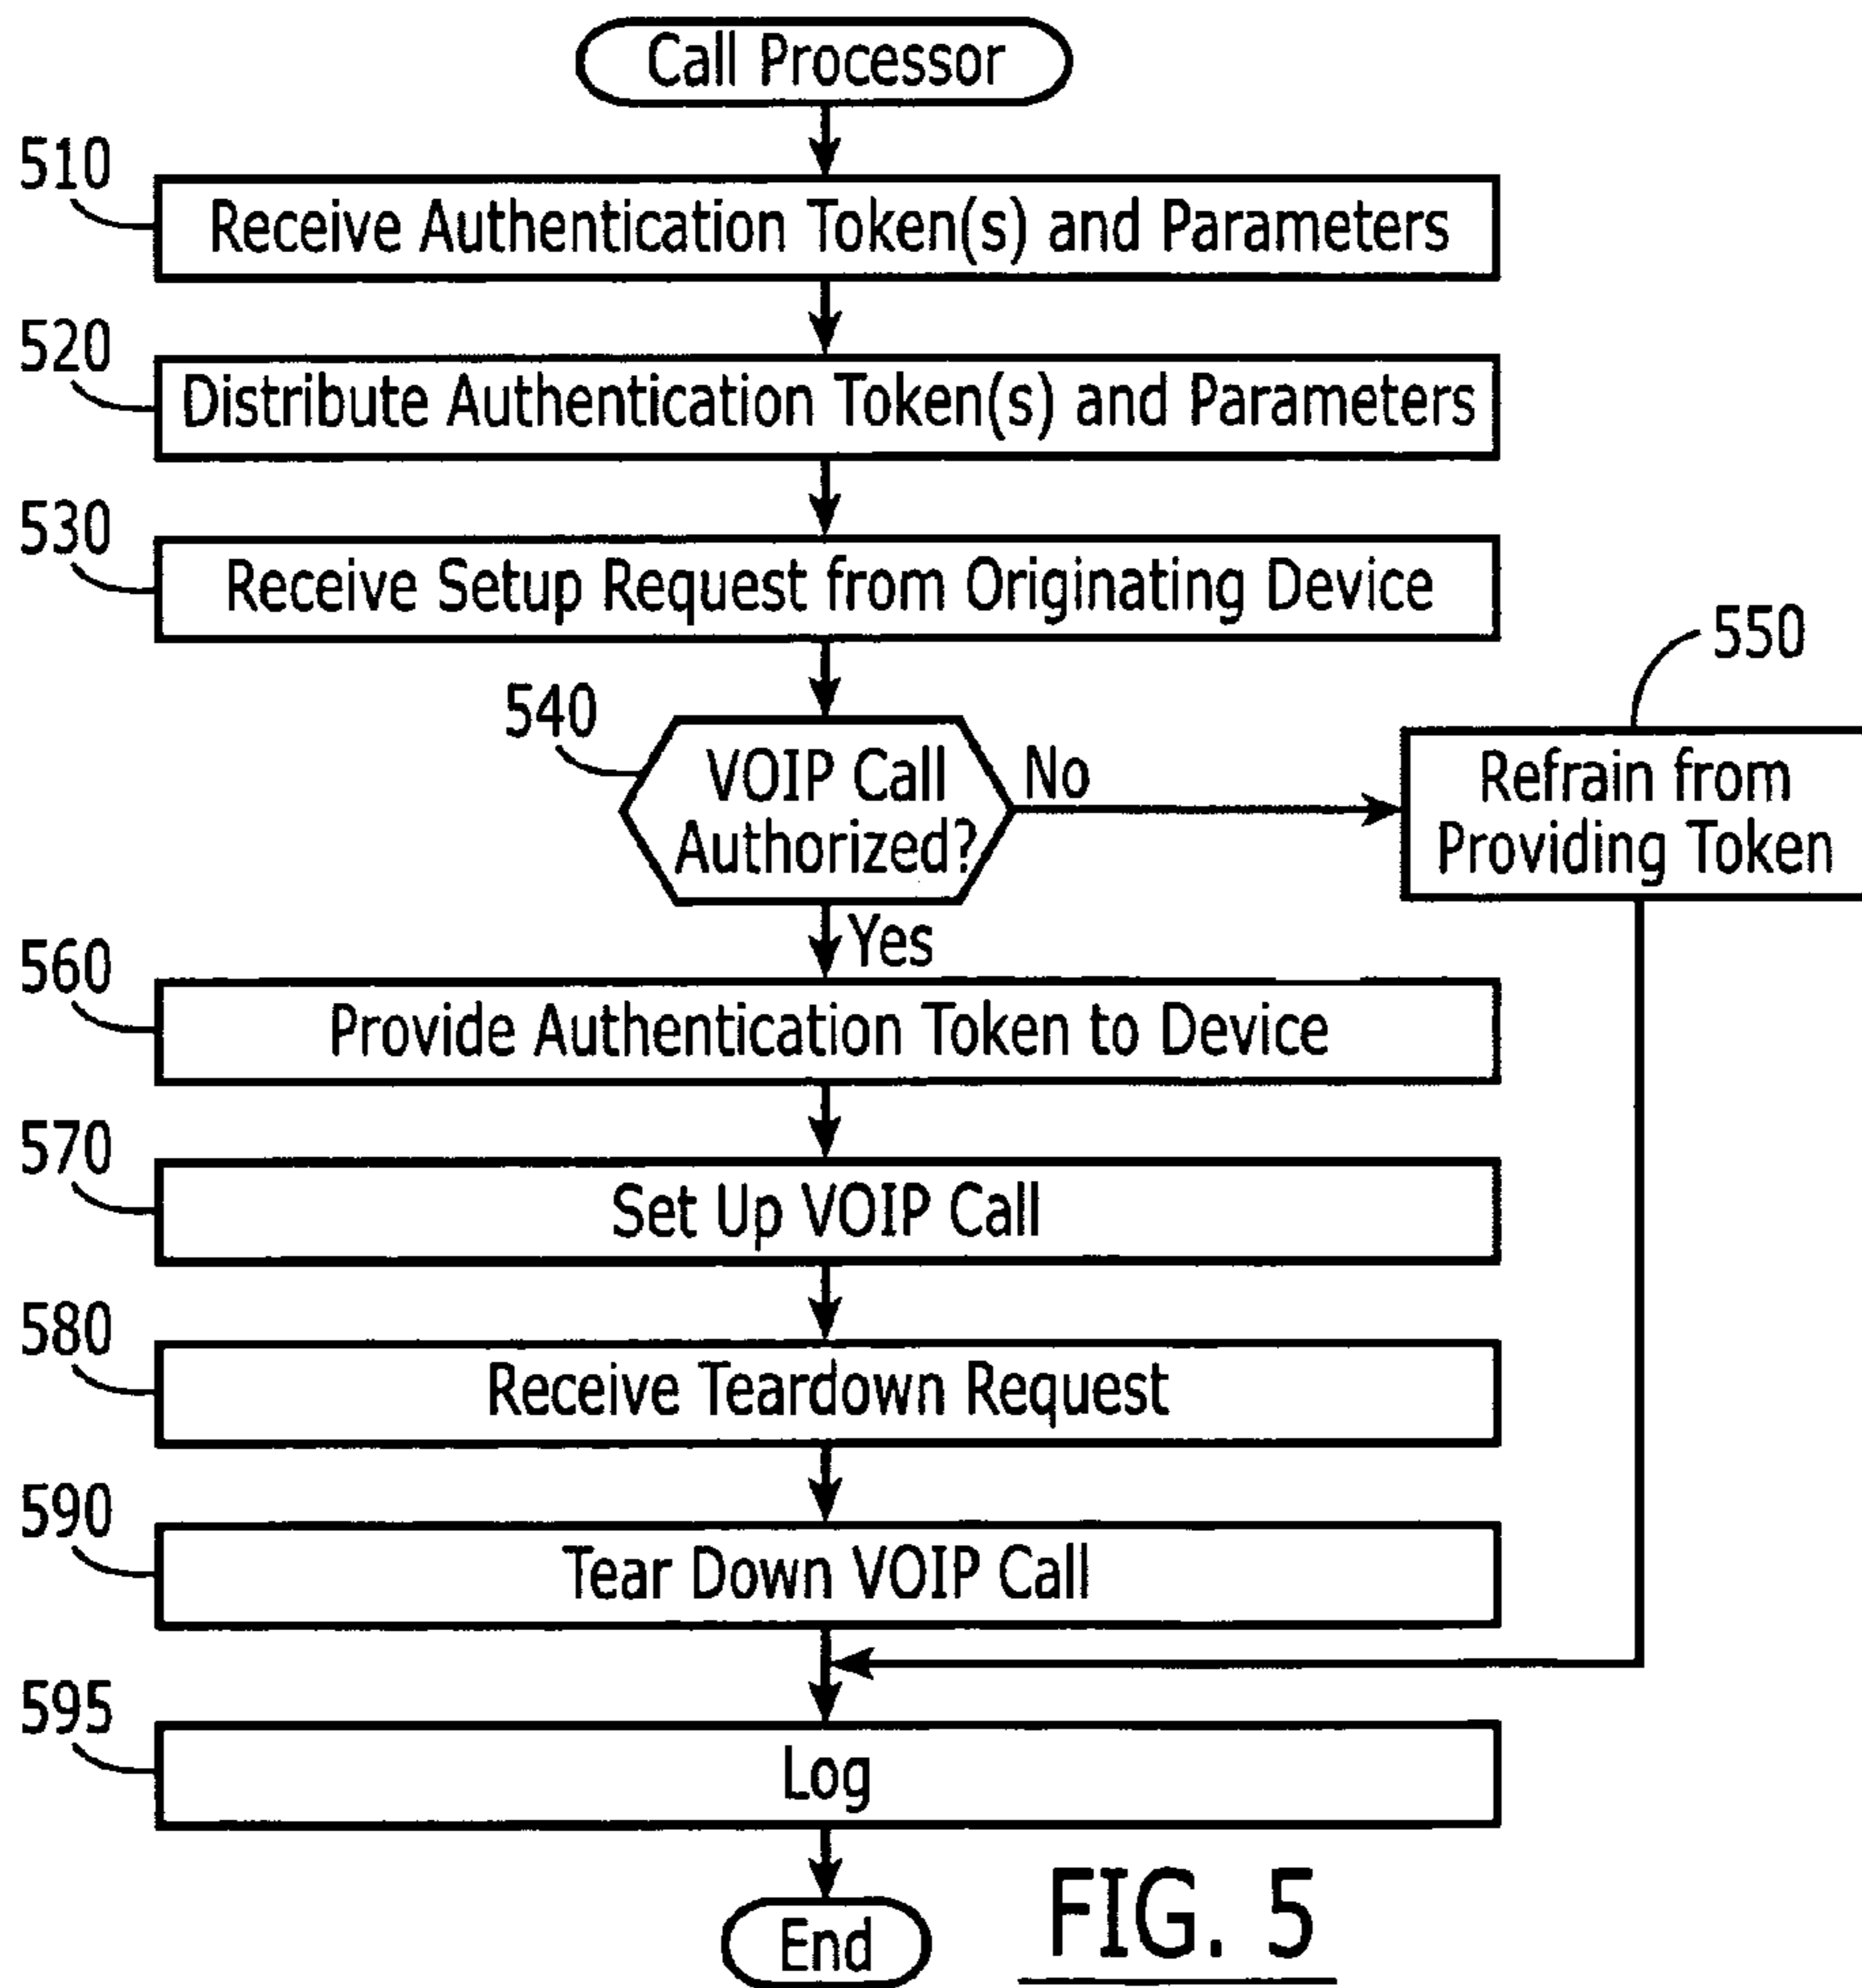 Call Processor
510
Receive Authentication Token(s) and Parameters
520
Distribute Authentication Token(s) and Parameters
530
Receive Setup Request from Originating Device
540
VOIP Call
Authorized?
No
550
Refrain from
Providing Token
Yes
560
Provide Authentication Token to Device
570
Set Up VOIP Call
580
Receive Teardown Request
590
Tear Down VOIP Call
595
Log
End
FIG. 5